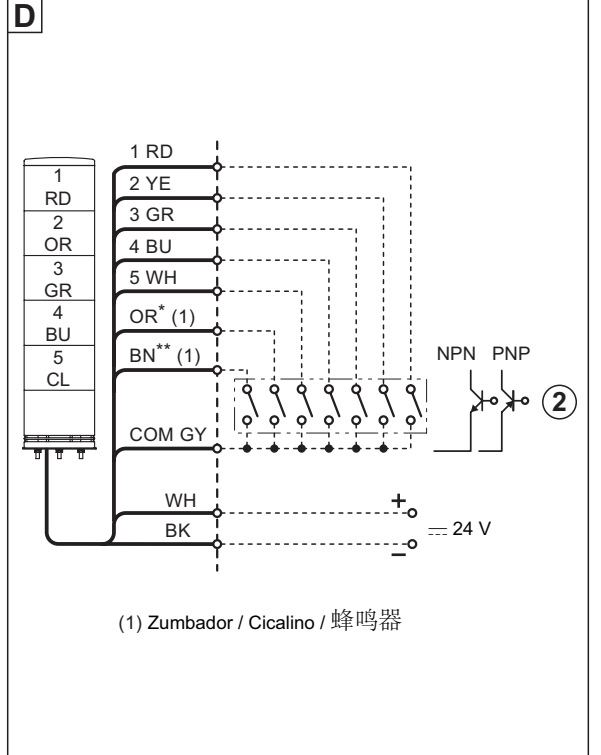 D
1 RD
2 YE
3 GR
4 BU
5 WH
OR* (1)
BN** (1)
COM GY
WH
BK
1
RD
2
OR
3
GR
4
BU
5
CL
NPN PNP
2
+
24 V
−
(1) Zumbador / Cicalino / 蜂鸣器